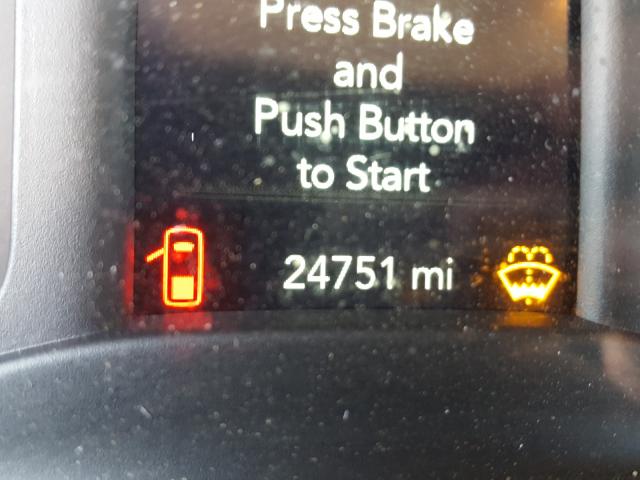 Press Brake
and
Push Button
to Start
24751 mi